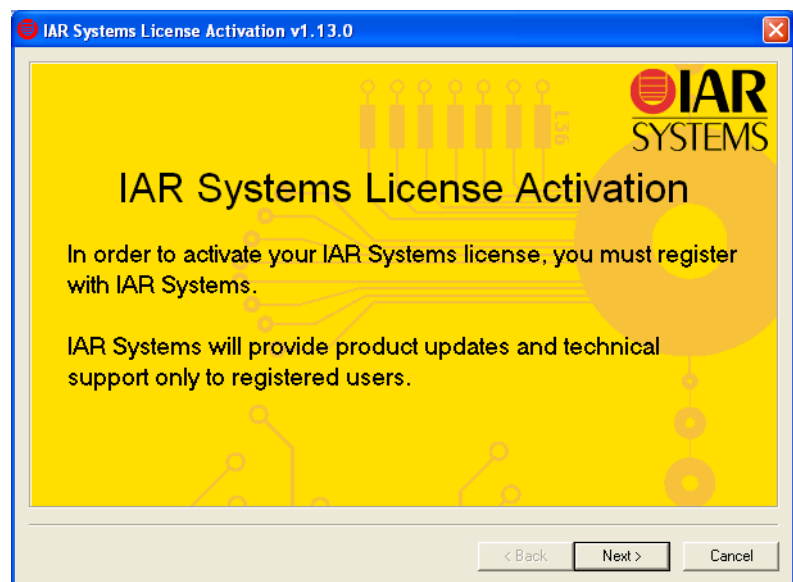 IAR Systems License Activation v1.13.0
IAR
SYSTEMS
L36
IAR Systems License Activation
In order to activate your IAR Systems license, you must register
with IAR Systems.
IAR Systems will provide product updates and technical
support only to registered users.
< Back Next > Cancel